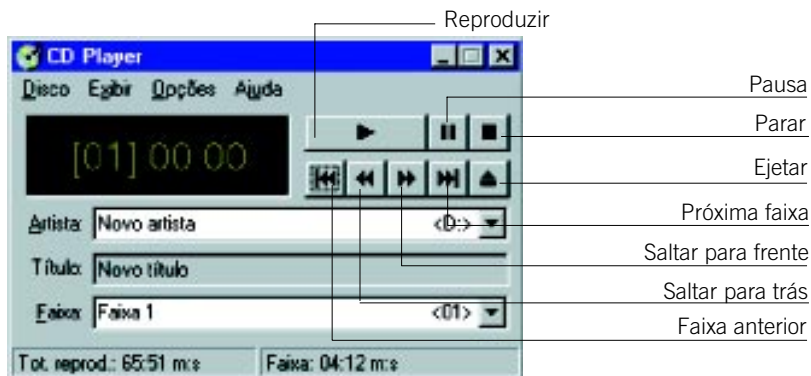 Reproduzir
CD Player
Disco Exibir Opções Ajuda
Pausa
Parar
[01] 00 00
Ejetar
Artista: Novo artista <D:>
Próxima faixa
Saltar para frente
Título: Novo título
Saltar para trás
Faixa: Faixa 1 <01>
Faixa anterior
Tot. reprod.: 65:51 m:s Faixa: 04:12 m:s